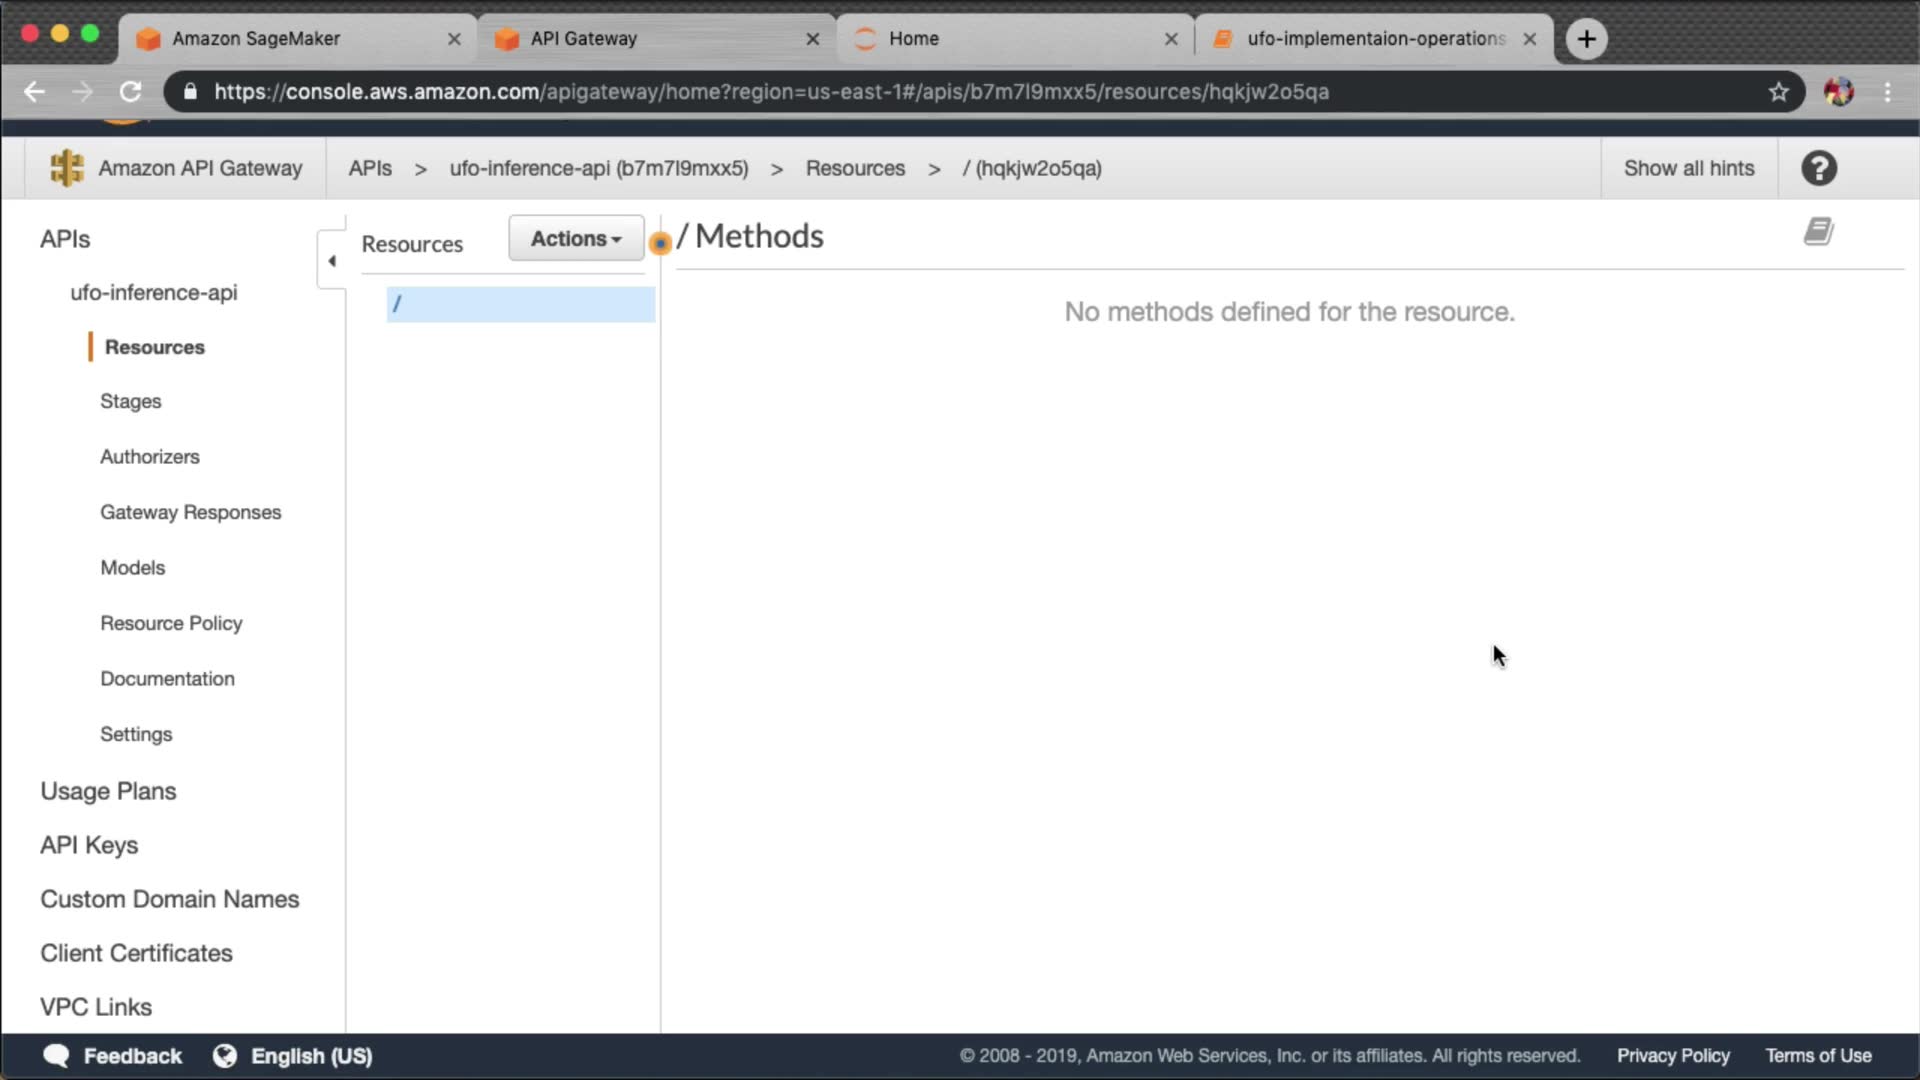 Amazon SageMaker
API Gateway
Home
ufo-implementaion-operations
https://console.aws.amazon.com/apigateway/home?region=us-east-1#/apis/b7m7l9mxx5/resources/hqkjw2o5qa
Amazon API Gateway
APIs > ufo-inference-api (b7m7l9mxx5) > Resources > / (hqkjw2o5qa)
Show all hints
?
APIs
ufo-inference-api
Resources
Stages
Authorizers
Gateway Responses
Models
Resource Policy
Documentation
Settings
Usage Plans
API Keys
Custom Domain Names
Client Certificates
VPC Links
Resources
Actions
/
/ Methods
No methods defined for the resource.
Feedback
English (US)
© 2008 - 2019, Amazon Web Services, Inc. or its affiliates. All rights reserved.
Privacy Policy
Terms of Use